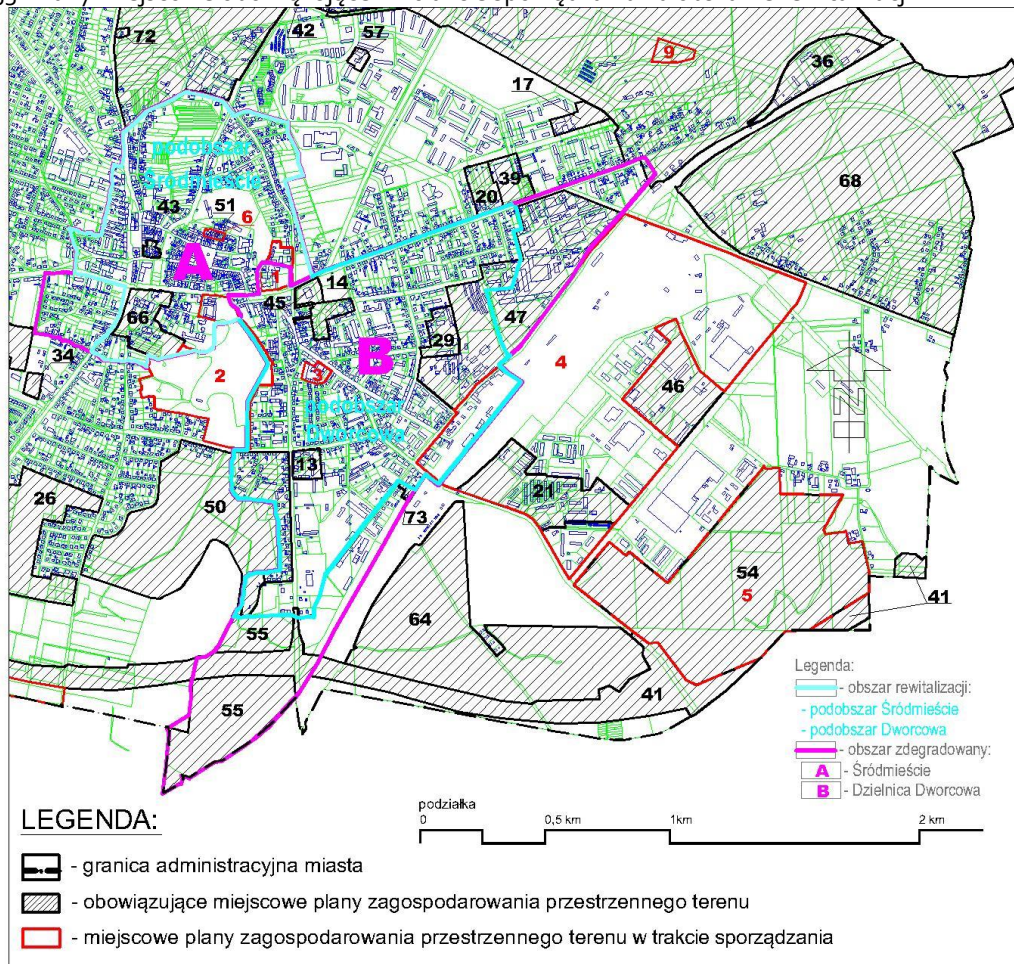 72
42
57
9
36
17
podobszar
Śródmieście
39
20
68
43
51
6
A
1
14
45
47
66
29
B
4
34
2
3
46
podobszar
Dworcowa
13
26
50
21
73
54
5
41
64
55
41
55
Legenda:
- obszar rewitalizacji:
- podobszar Śródmieście
- podobszar Dworcowa
- obszar zdegradowany:
A - Śródmieście
B - Dzielnica Dworcowa
podziałka
0 0,5 km 1km 2 km
LEGENDA:
- granica administracyjna miasta
- obowiązujące miejscowe plany zagospodarowania przestrzennego terenu
- miejscowe plany zagospodarowania przestrzennego terenu w trakcie sporządzania